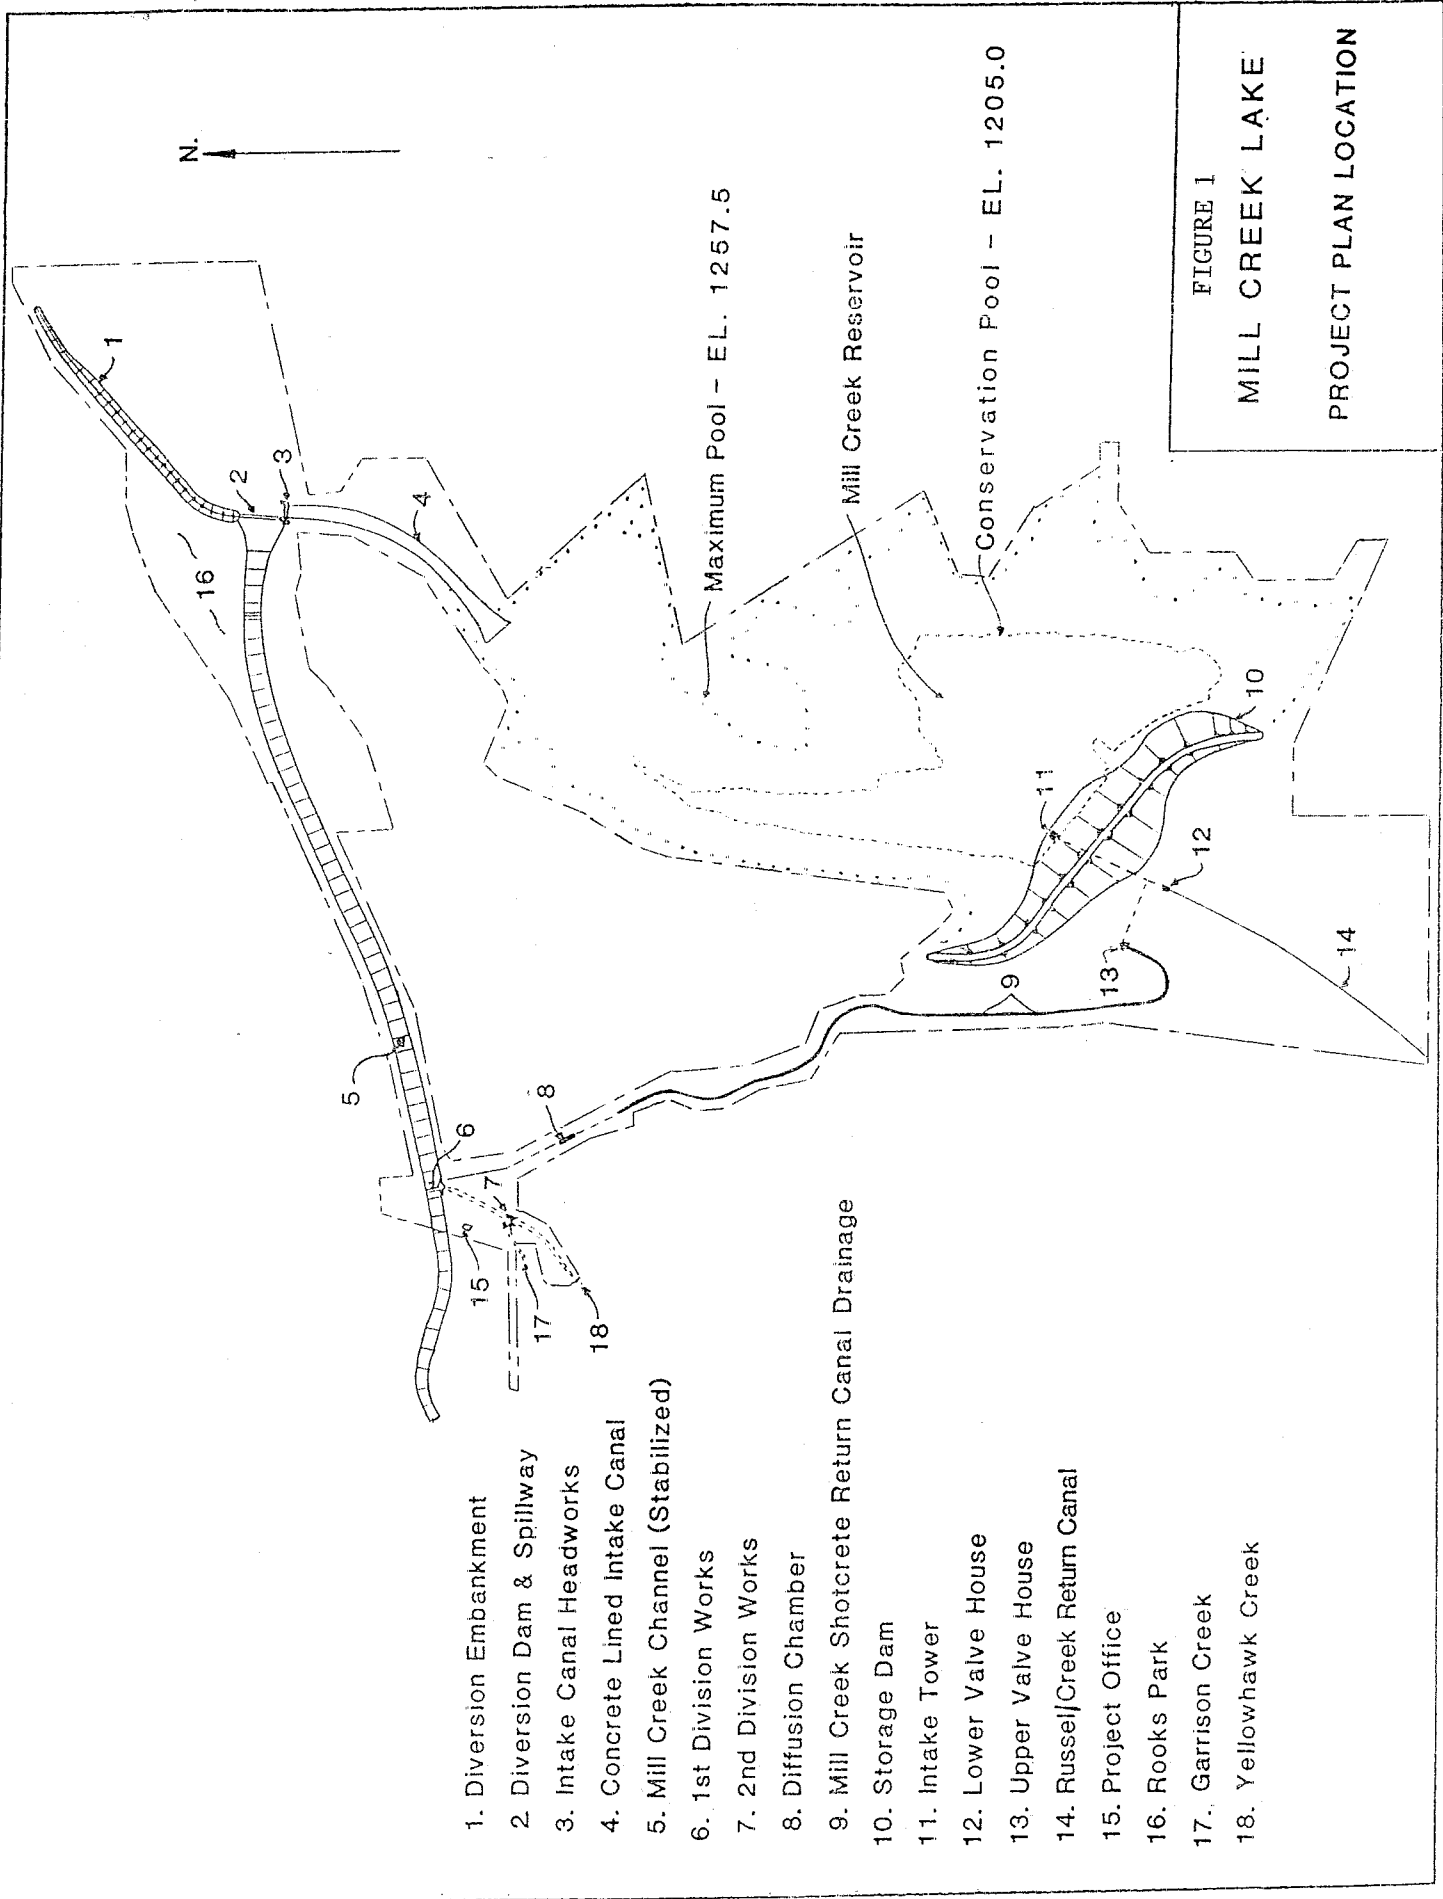 N.
1
2
3
4
16
5
6
7
8
15
17
18
9
10
11
12
13
14
Maximum Pool - EL. 1257.5
Mill Creek Reservoir
Conservation Pool - EL. 1205.0
1. Diversion Embankment
2. Diversion Dam & Spillway
3. Intake Canal Headworks
4. Concrete Lined Intake Canal
5. Mill Creek Channel (Stabilized)
6. 1st Division Works
7. 2nd Division Works
8. Diffusion Chamber
9. Mill Creek Shotcrete Return Canal Drainage
10. Storage Dam
11. Intake Tower
12. Lower Valve House
13. Upper Valve House
14. Russel/Creek Return Canal
15. Project Office
16. Rooks Park
17. Garrison Creek
18. Yellowhawk Creek
FIGURE 1
MILL CREEK LAKE
PROJECT PLAN LOCATION